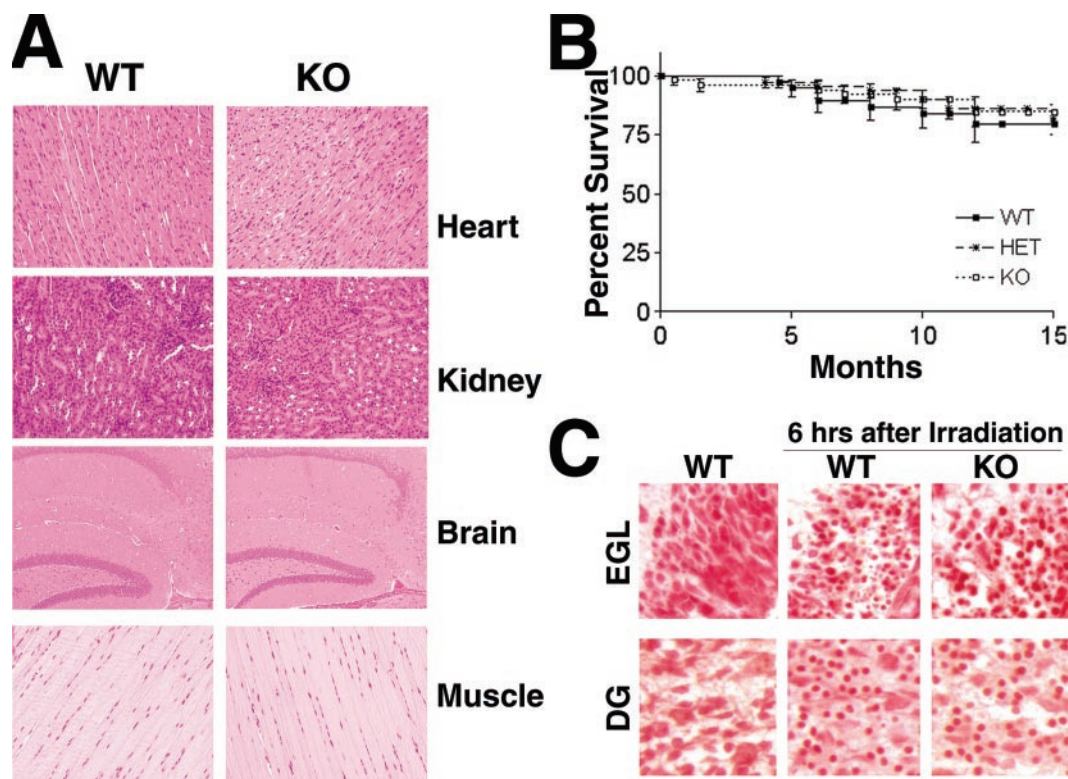 A
WT KO
Heart
Kidney
Brain
Muscle
B
Percent Survival
100
75
50
25
0
0 5 10 15
Months
WT
HET
KO
C
6 hrs after Irradiation
WT WT KO
EGL
DG